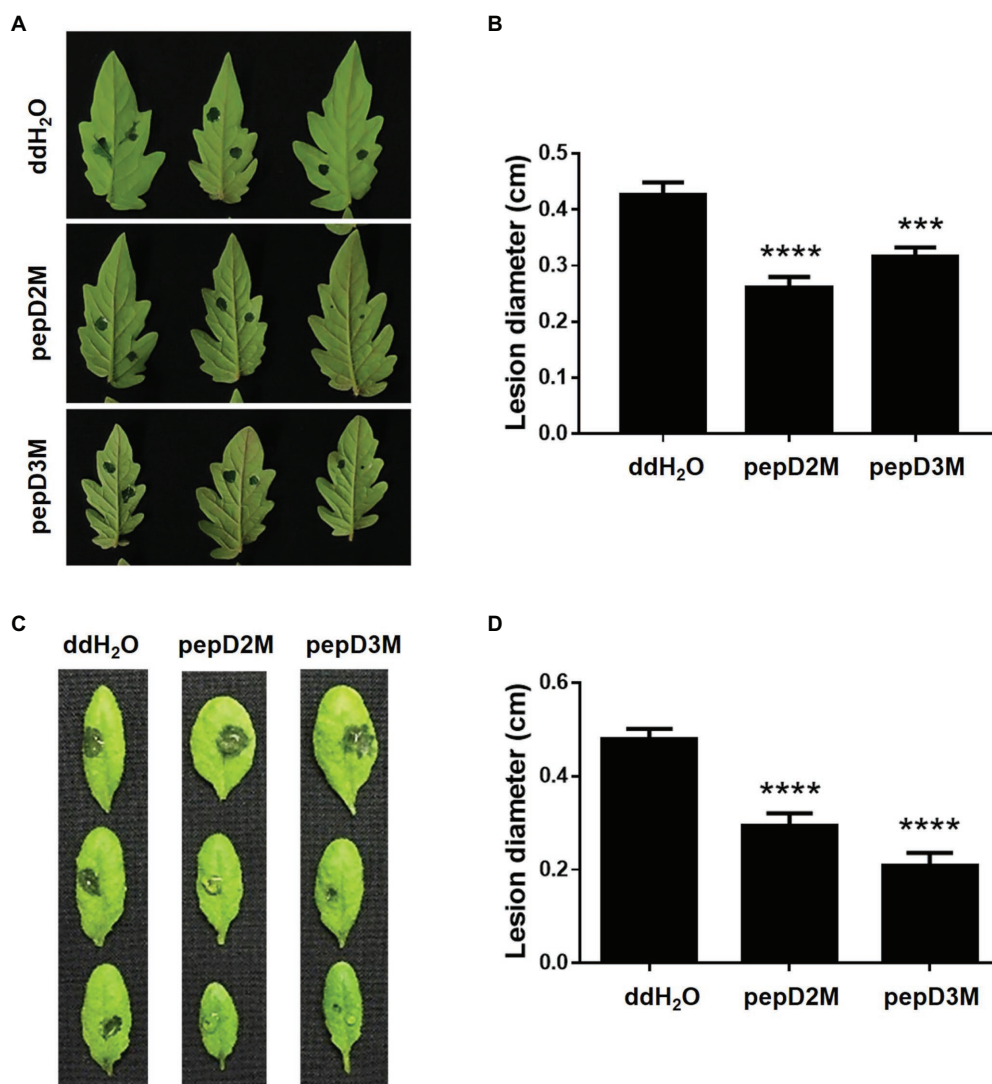 A
ddH₂O
pepD2M
pepD3M
B
Lesion diameter (cm)
0.5
0.4
0.3
0.2
0.1
0.0
****
***
ddH₂O pepD2M pepD3M
C
ddH₂O pepD2M pepD3M
D
Lesion diameter (cm)
0.6
0.4
0.2
0.0
****
****
ddH₂O pepD2M pepD3M